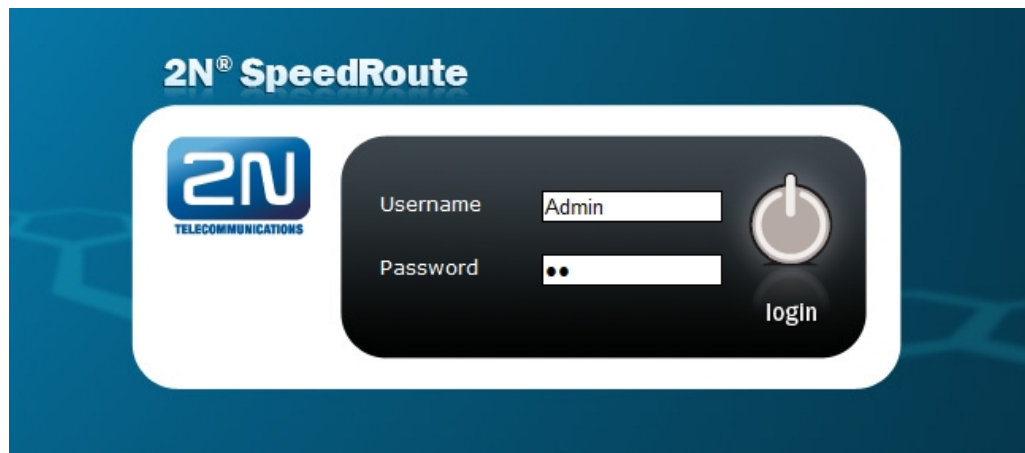 2N® SpeedRoute
2N
TELECOMMUNICATIONS
Username
Admin
Password
••
login